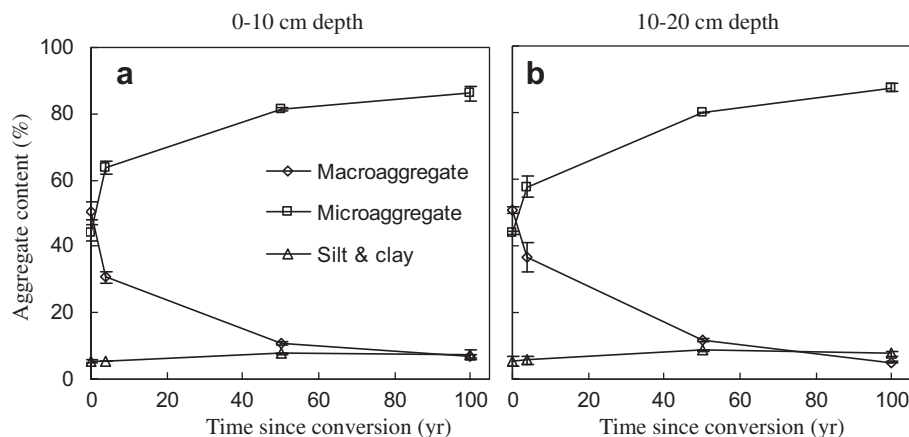 0-10 cm depth
10-20 cm depth
a
b
Aggregate content (%)
100
80
60
40
20
0
Macroaggregate
Microaggregate
Silt & clay
0 20 40 60 80 100
0 20 40 60 80 100
Time since conversion (yr)
Time since conversion (yr)